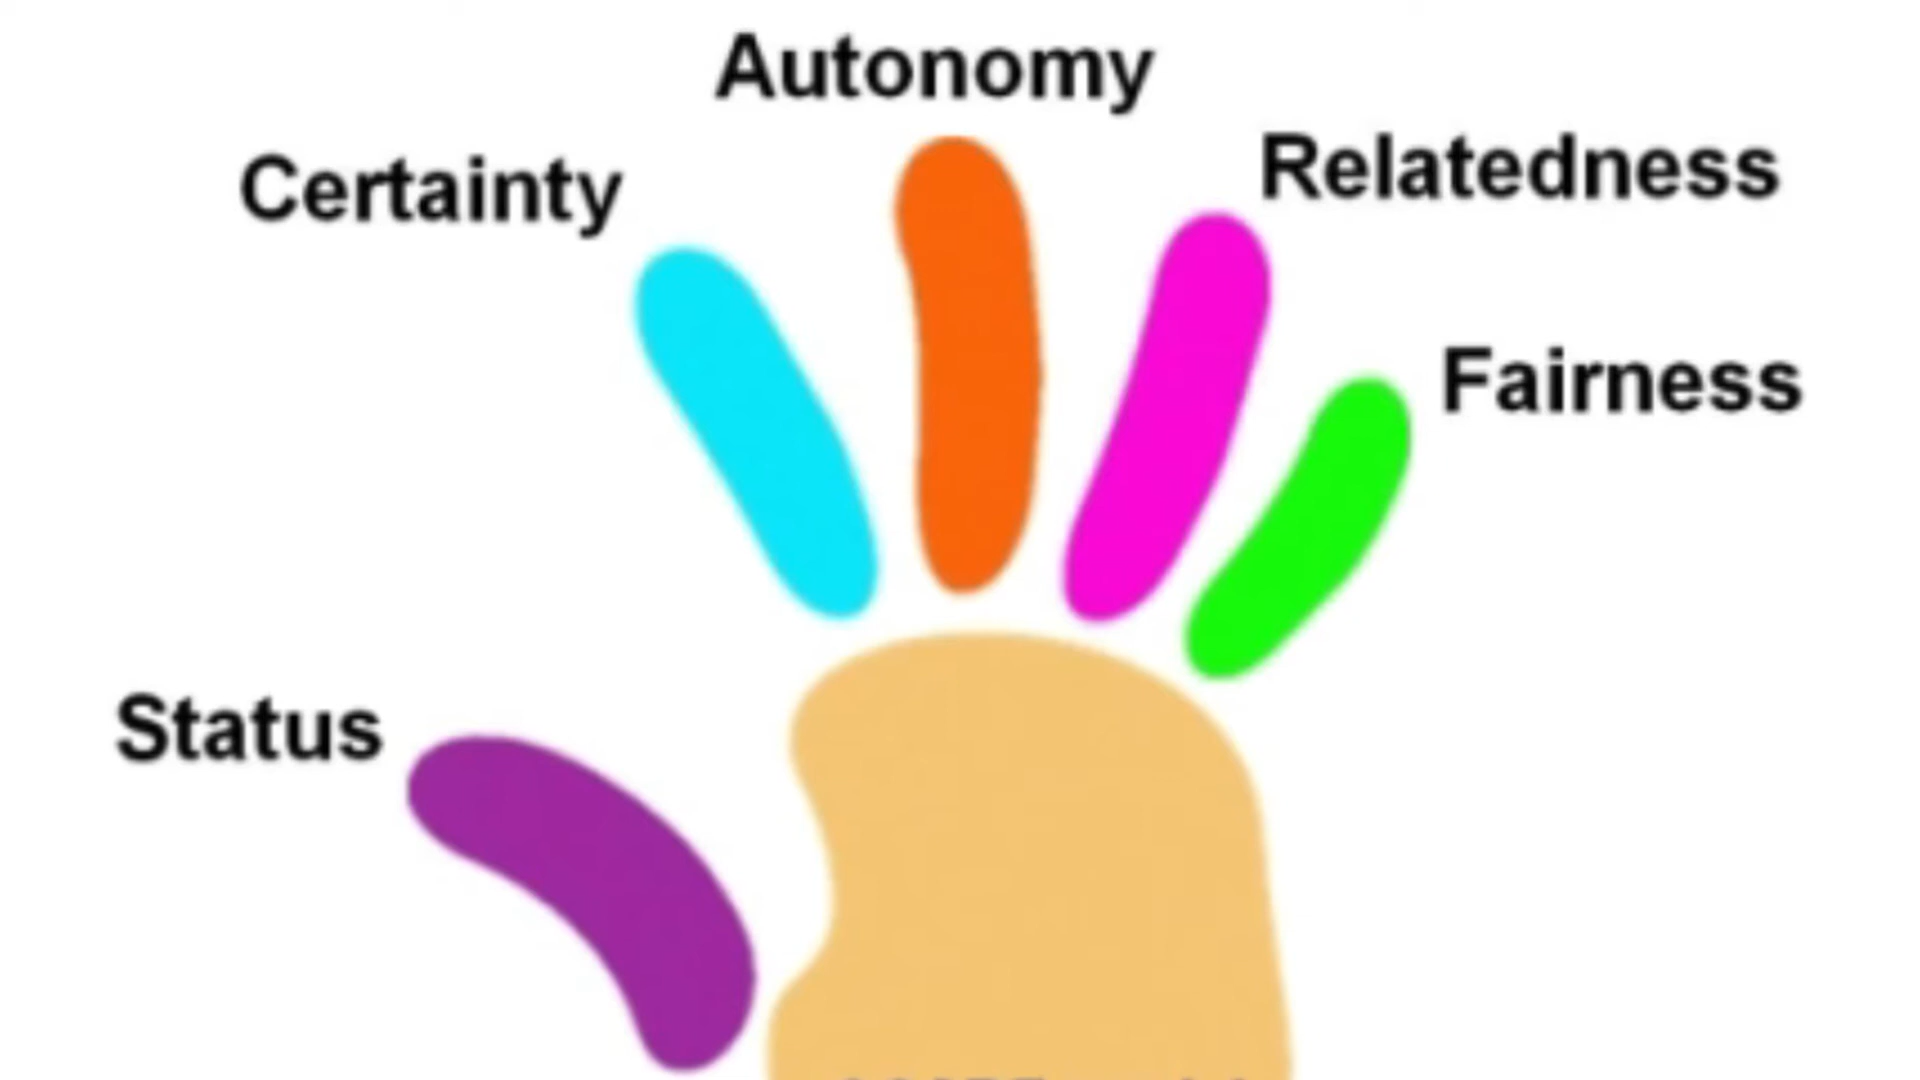 Autonomy
Certainty
Relatedness
Fairness
Status